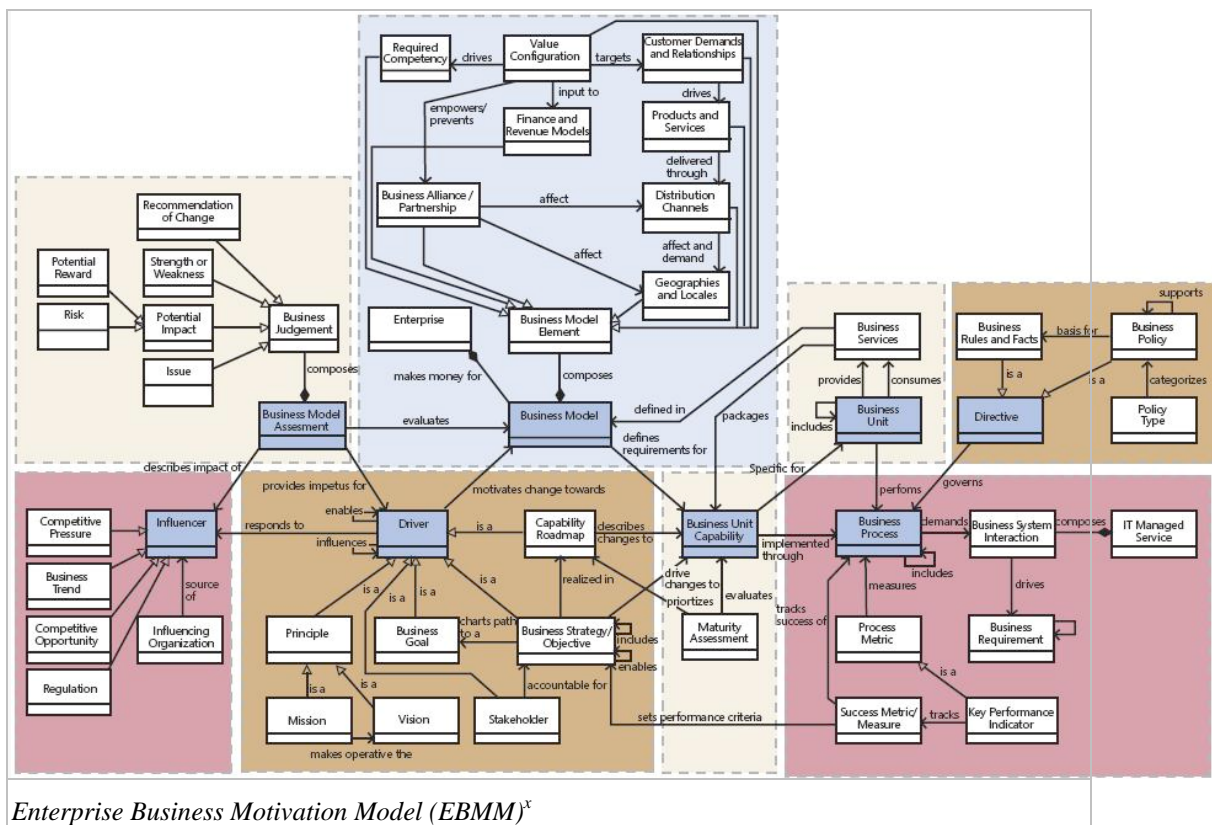 Required
Competency
drives
Value
Configuration
targets
Customer Demands
and Relationships
empowers/
prevents
input to
drives
Finance and
Revenue Models
Products and
Services
delivered
through
Business Alliance /
Partnership
affect
Distribution
Channels
affect
affect and
demand
Geographies
and Locales
Recommendation
of Change
Potential
Reward
Strength or
Weakness
Risk
Potential
Impact
Business
Judgement
Issue
composes
Enterprise
Business Model
Element
makes money for
composes
Business Model
Assesment
evaluates
Business Model
defined in
defines
requirements for
packages
Business
Services
provides
consumes
includes
Business
Unit
supports
Business
Rules and Facts
basis for
Business
Policy
is a
is a
categorizes
Directive
Policy
Type
describes impact of
provides impetus for
motivates change towards
Specific for
perfoms
governs
Competitive
Pressure
Influencer
responds to
enables
influences
Driver
is a
Capability
Roadmap
describes
changes to
Business Unit
Capability
implemented
through
Business
Process
demands
Business System
Interaction
composes
IT Managed
Service
includes
Business
Trend
source
of
Competitive
Opportunity
Influencing
Organization
Regulation
is a
is a
is a
is a
realized in
drive
changes to
prioritizes
evaluates
tracks
success of
measures
drives
Principle
Business
Goal
charts path
to a
Business Strategy/
Objective
includes
enables
Maturity
Assessment
Process
Metric
Business
Requirement
is a
is a
accountable for
is a
Mission
Vision
Stakeholder
sets performance criteria
Success Metric/
Measure
tracks
Key Performance
Indicator
makes operative the
Enterprise Business Motivation Model (EBMM)x